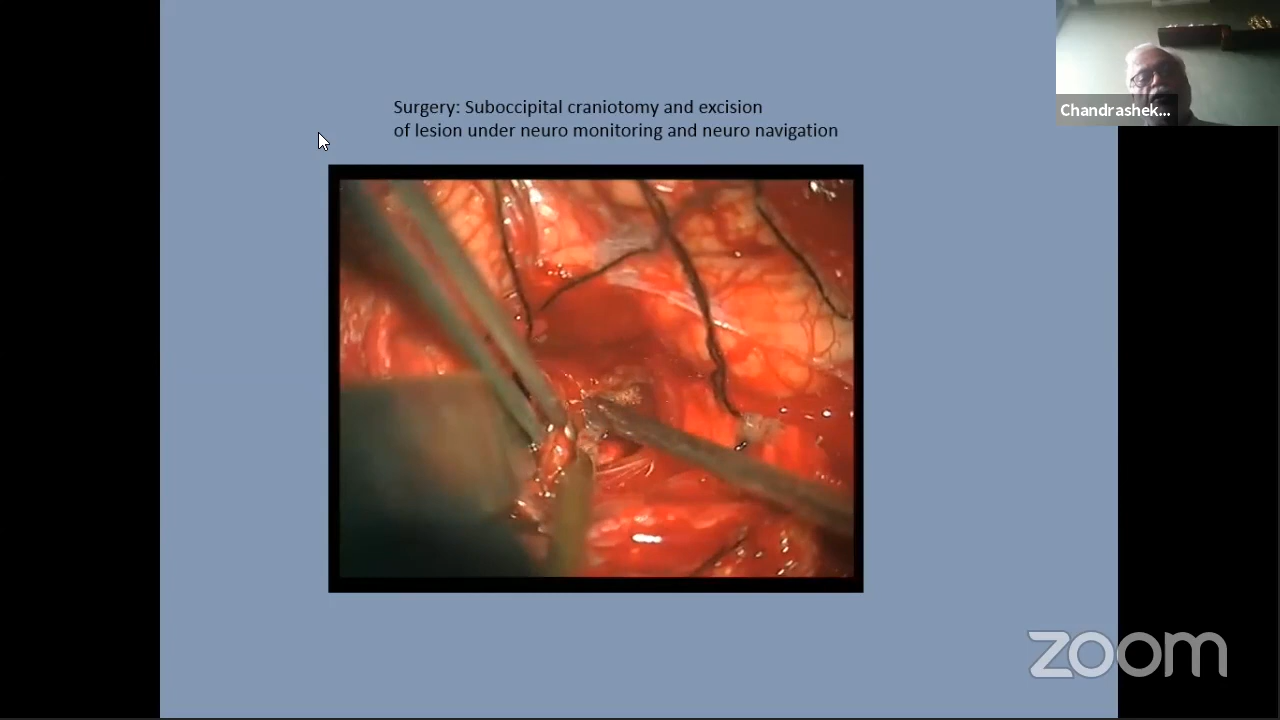 Surgery: Suboccipital craniotomy and excision
of lesion under neuro monitoring and neuro navigation
Chandrashek...
zoom